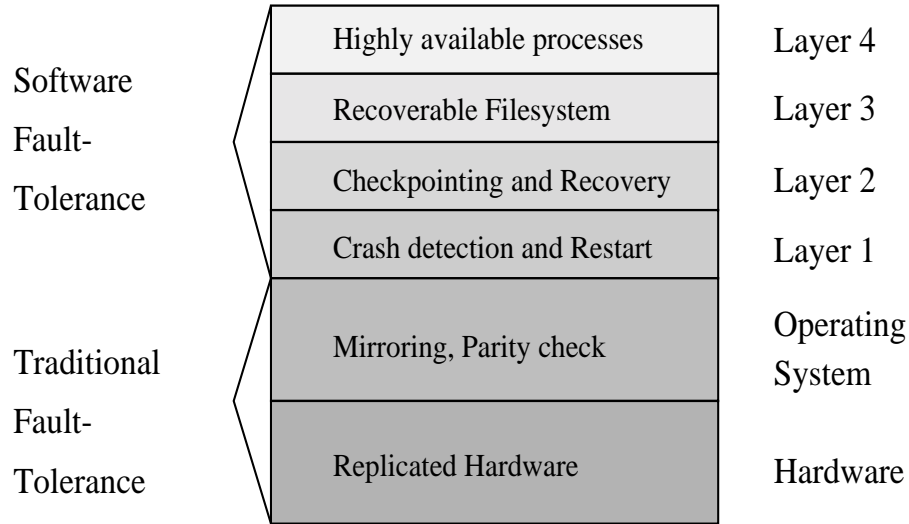 Software
Fault-
Tolerance
Highly available processes
Layer 4
Recoverable Filesystem
Layer 3
Checkpointing and Recovery
Layer 2
Crash detection and Restart
Layer 1
Traditional
Fault-
Tolerance
Mirroring, Parity check
Operating
System
Replicated Hardware
Hardware